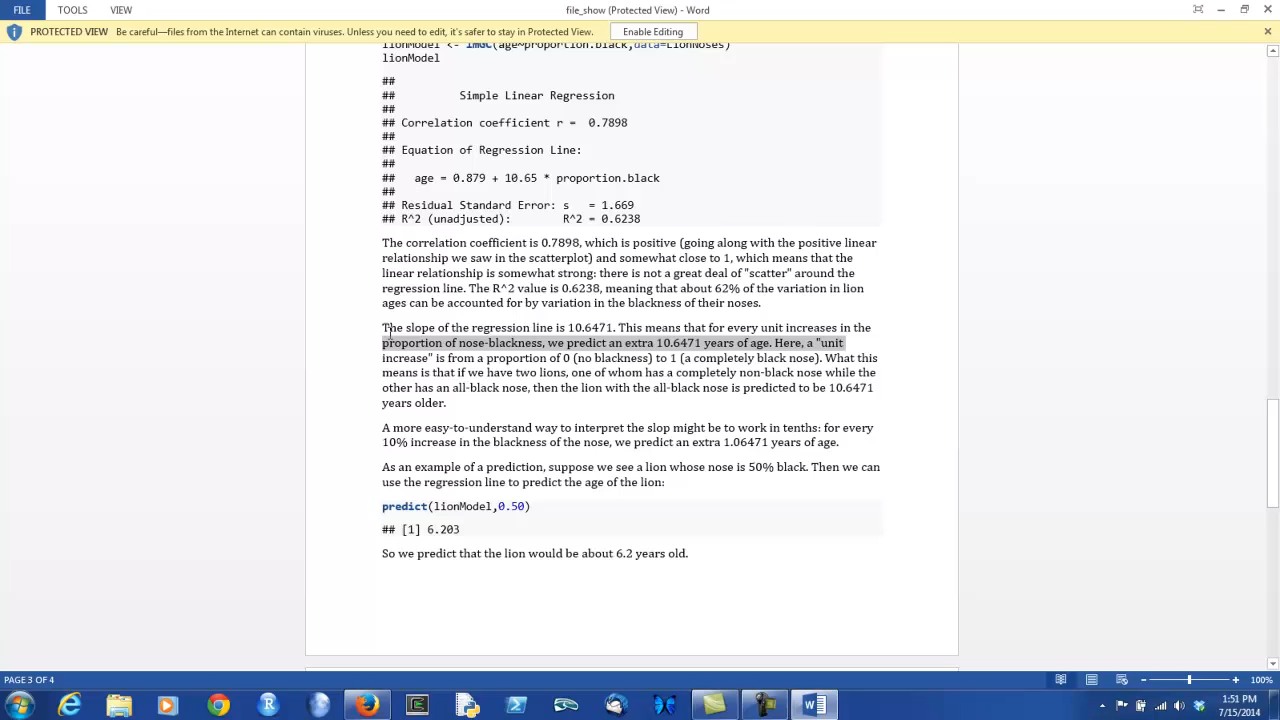 FILE TOOLS VIEW file_show (Protected View) - Word
PROTECTED VIEW Be careful—files from the Internet can contain viruses. Unless you need to edit, it's safer to stay in Protected View. Enable Editing
lionModel <- lmGC(age~proportion.black,data=LionNoses)
lionModel
##
## Simple Linear Regression
##
## Correlation coefficient r = 0.7898
##
## Equation of Regression Line:
##
## age = 0.879 + 10.65 * proportion.black
##
## Residual Standard Error: s = 1.669
## R^2 (unadjusted): R^2 = 0.6238
The correlation coefficient is 0.7898, which is positive (going along with the positive linear
relationship we saw in the scatterplot) and somewhat close to 1, which means that the
linear relationship is somewhat strong: there is not a great deal of "scatter" around the
regression line. The R^2 value is 0.6238, meaning that about 62% of the variation in lion
ages can be accounted for by variation in the blackness of their noses.
The slope of the regression line is 10.6471. This means that for every unit increases in the
proportion of nose-blackness, we predict an extra 10.6471 years of age. Here, a "unit
increase" is from a proportion of 0 (no blackness) to 1 (a completely black nose). What this
means is that if we have two lions, one of whom has a completely non-black nose while the
other has an all-black nose, then the lion with the all-black nose is predicted to be 10.6471
years older.
A more easy-to-understand way to interpret the slop might be to work in tenths: for every
10% increase in the blackness of the nose, we predict an extra 1.06471 years of age.
As an example of a prediction, suppose we see a lion whose nose is 50% black. Then we can
use the regression line to predict the age of the lion:
predict(lionModel,0.50)
## [1] 6.203
So we predict that the lion would be about 6.2 years old.
PAGE 3 OF 4 100%
1:51 PM
7/15/2014